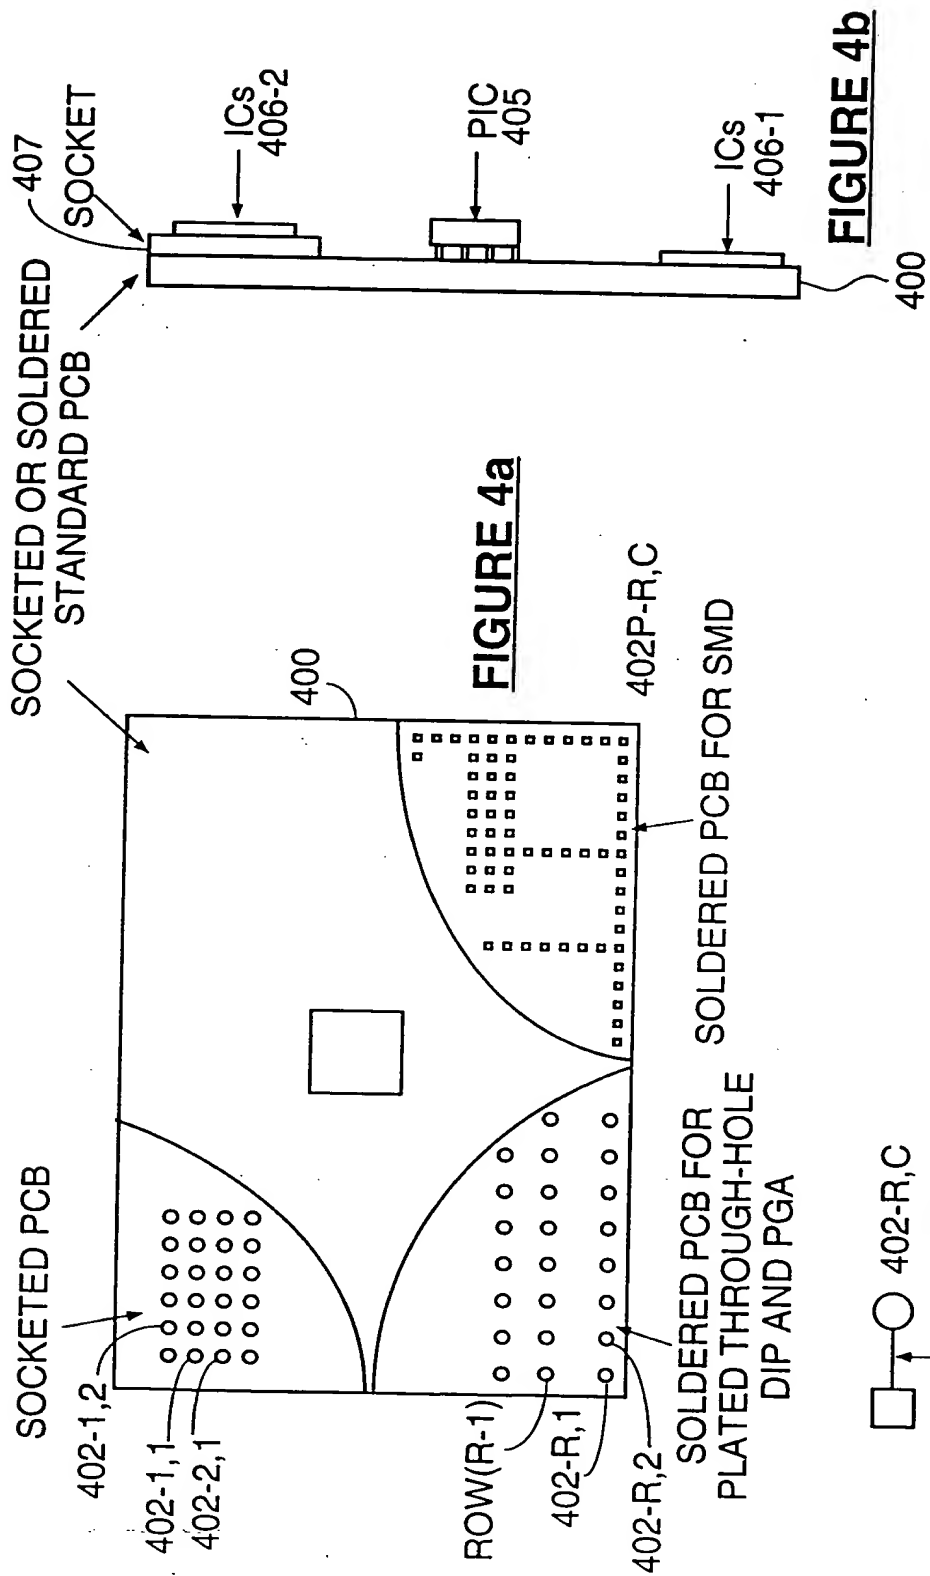 SOCKETED PCB
402-1,2
402-1,1
402-2,1
ROW(R-1)
402-R,1
402-R,2
SOLDERED PCB FOR
PLATED THROUGH-HOLE
DIP AND PGA
SOLDERED PCB FOR SMD
402P-R,C
400
FIGURE 4a
SOCKETED OR SOLDERED
STANDARD PCB
407
SOCKET
ICs
406-2
PIC
405
ICs
406-1
400
FIGURE 4b
402-R,C